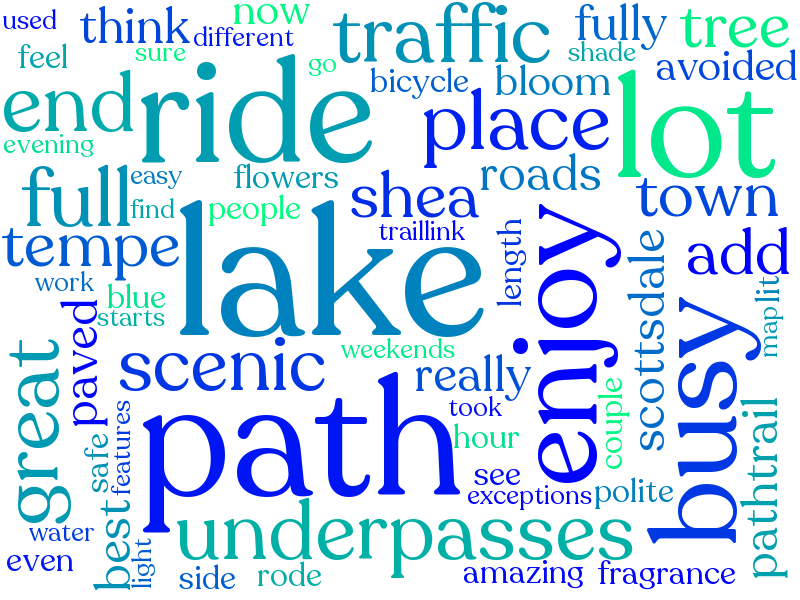 used
think
now
different
traffic
fully
tree
feel
sure
go
shade
avoided
end
ride
bicycle
bloom
lot
evening
place
full
easy
flowers
shea
roads
town
find
people
traillink
tempe
lake
length
enjoy
scottsdale
add
work
blue
starts
paved
map
lit
busy
scenic
weekends
really
great
path
took
couple
hour
safe
features
see
exceptions
polite
pathtrail
best
underpasses
water
light
even
side
rode
amazing
fragrance